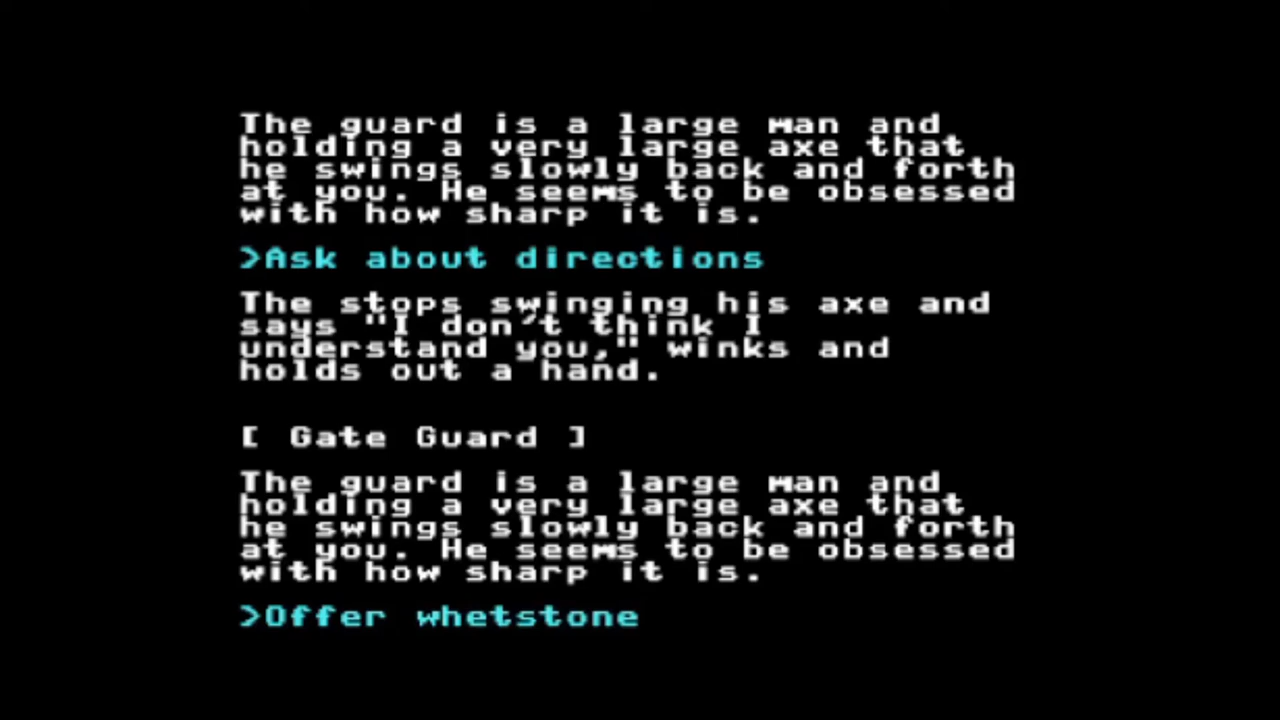 The guard is a large man and
holding a very large axe that
he swings slowly back and forth
at you. He seems to be obsessed
with how sharp it is.
>Ask about directions
The stops swinging his axe and
says "I don't think I
understand you," winks and
holds out a hand.
[ Gate Guard ]
The guard is a large man and
holding a very large axe that
he swings slowly back and forth
at you. He seems to be obsessed
with how sharp it is.
>Offer whetstone